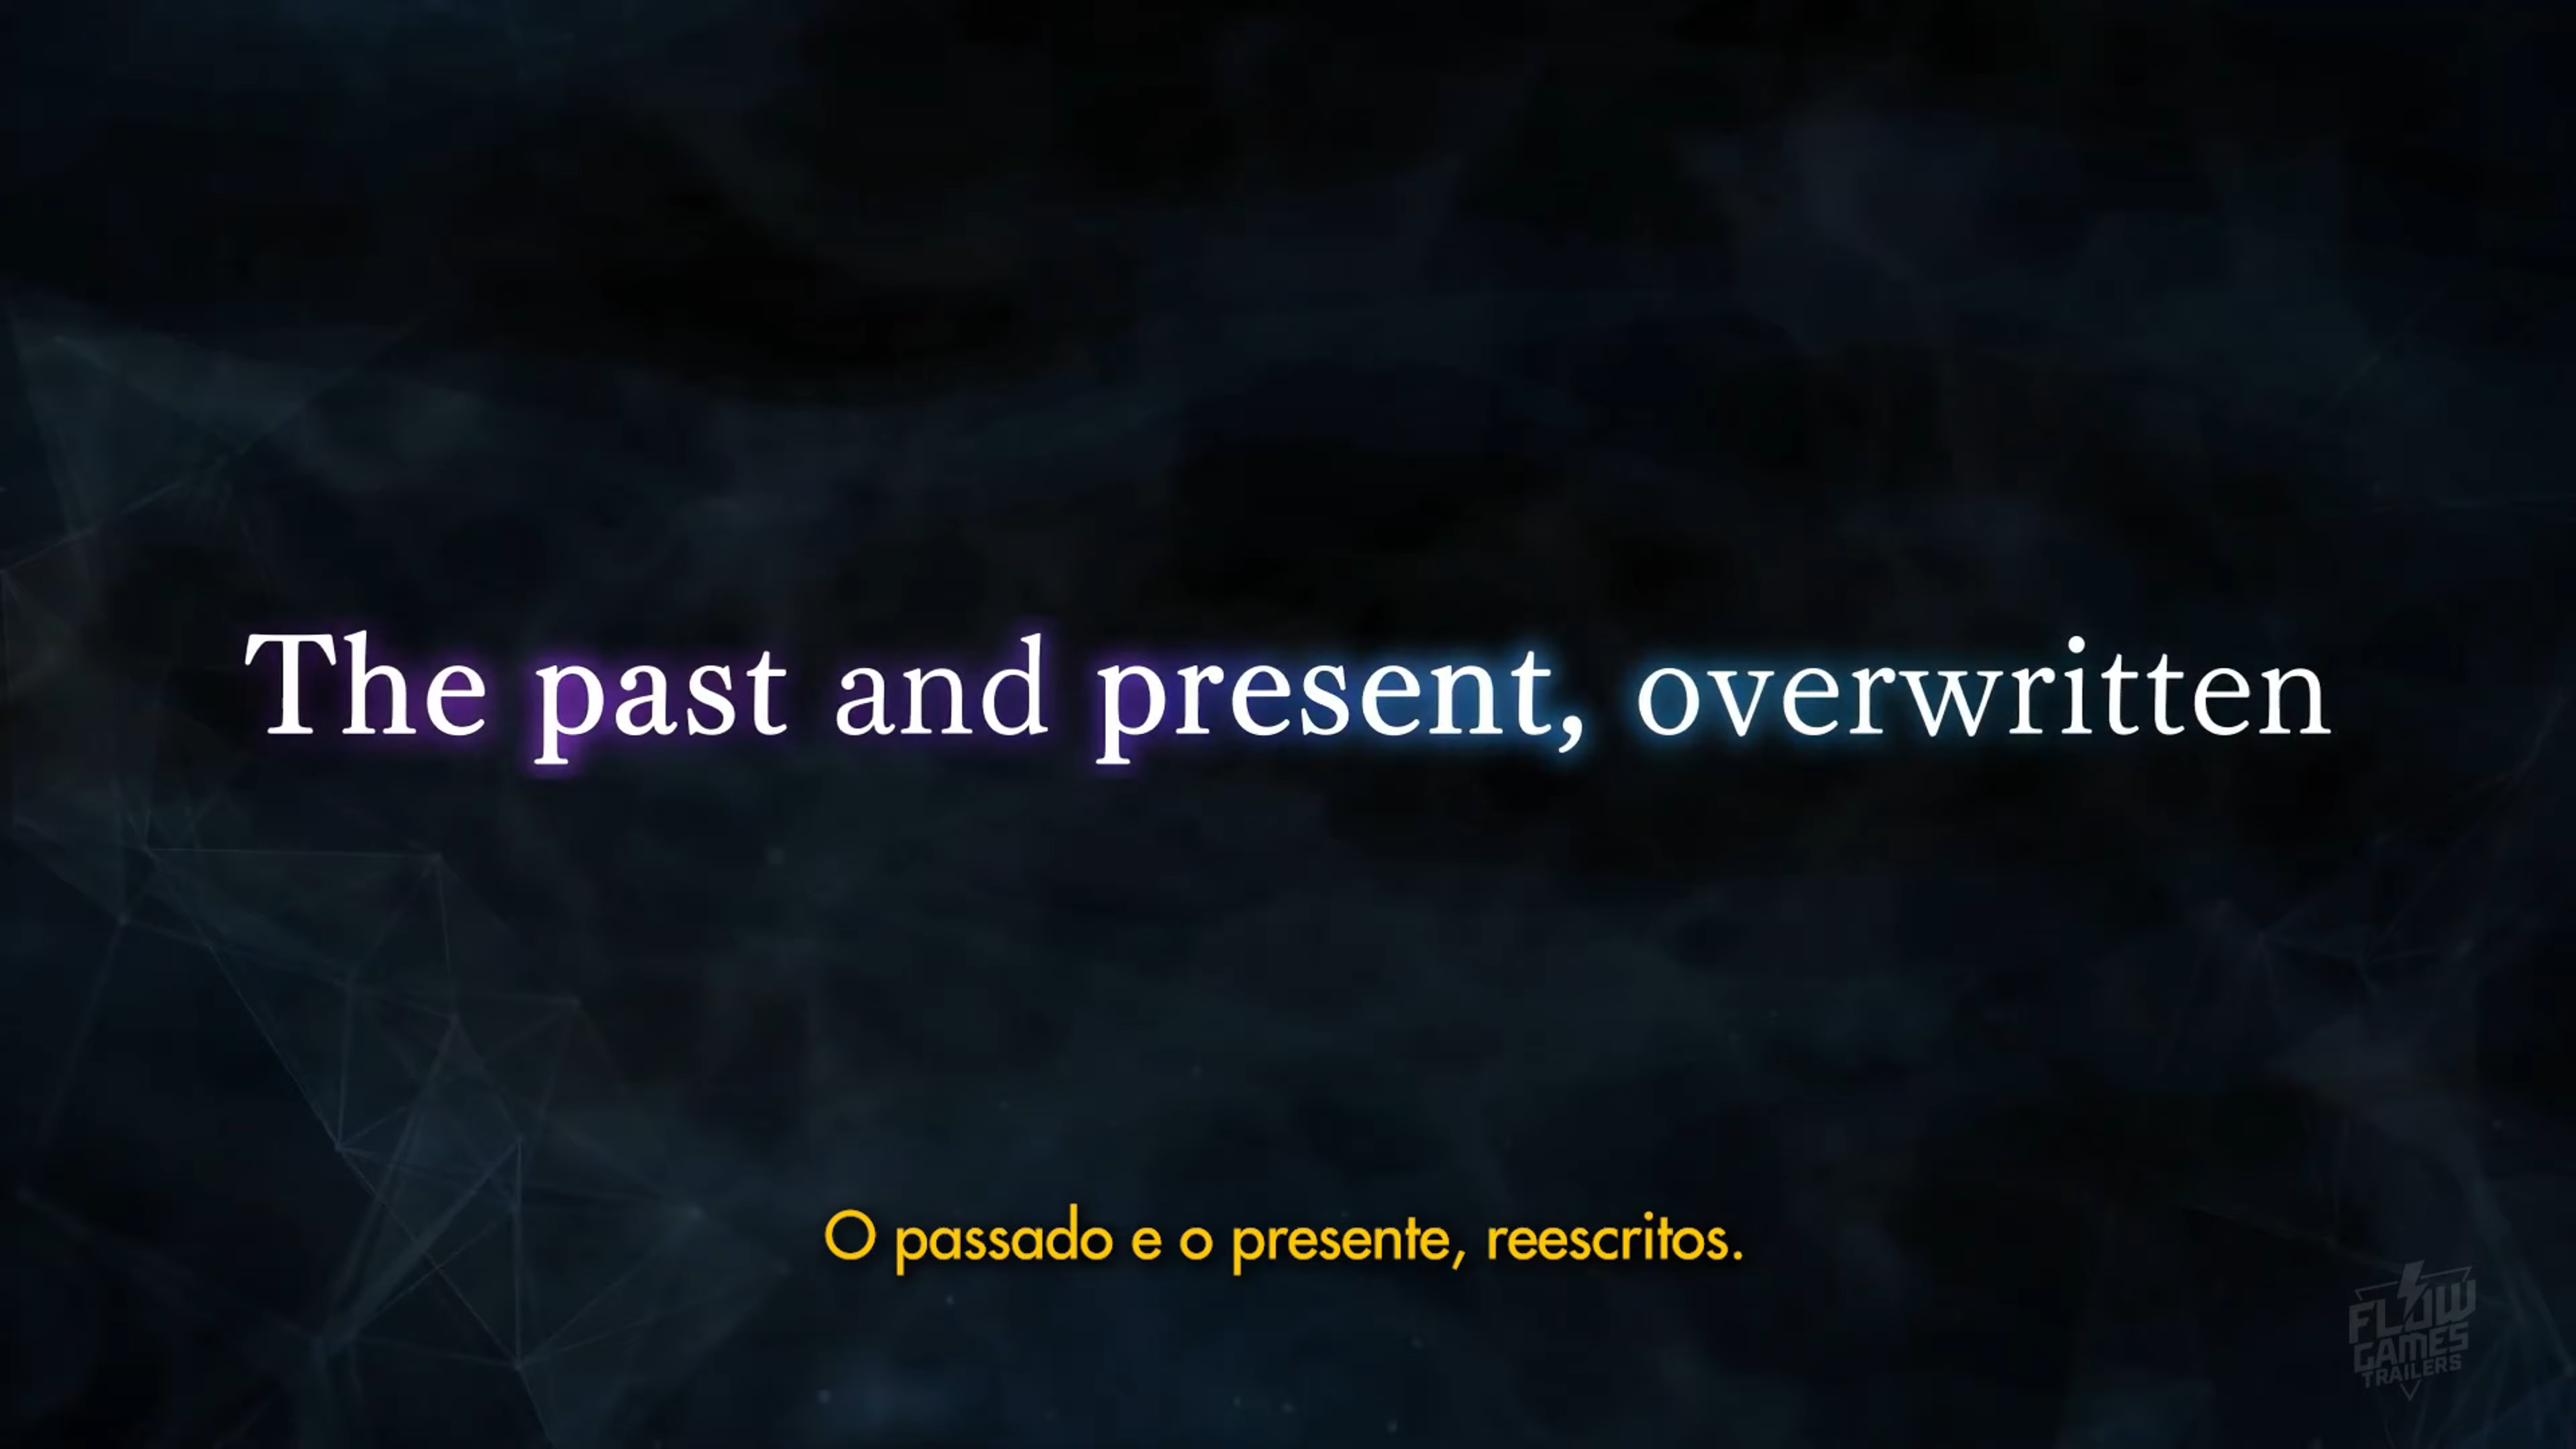 The past and present, overwritten
O passado e o presente, reescritos.
FLOW
GAMES
TRAILERS